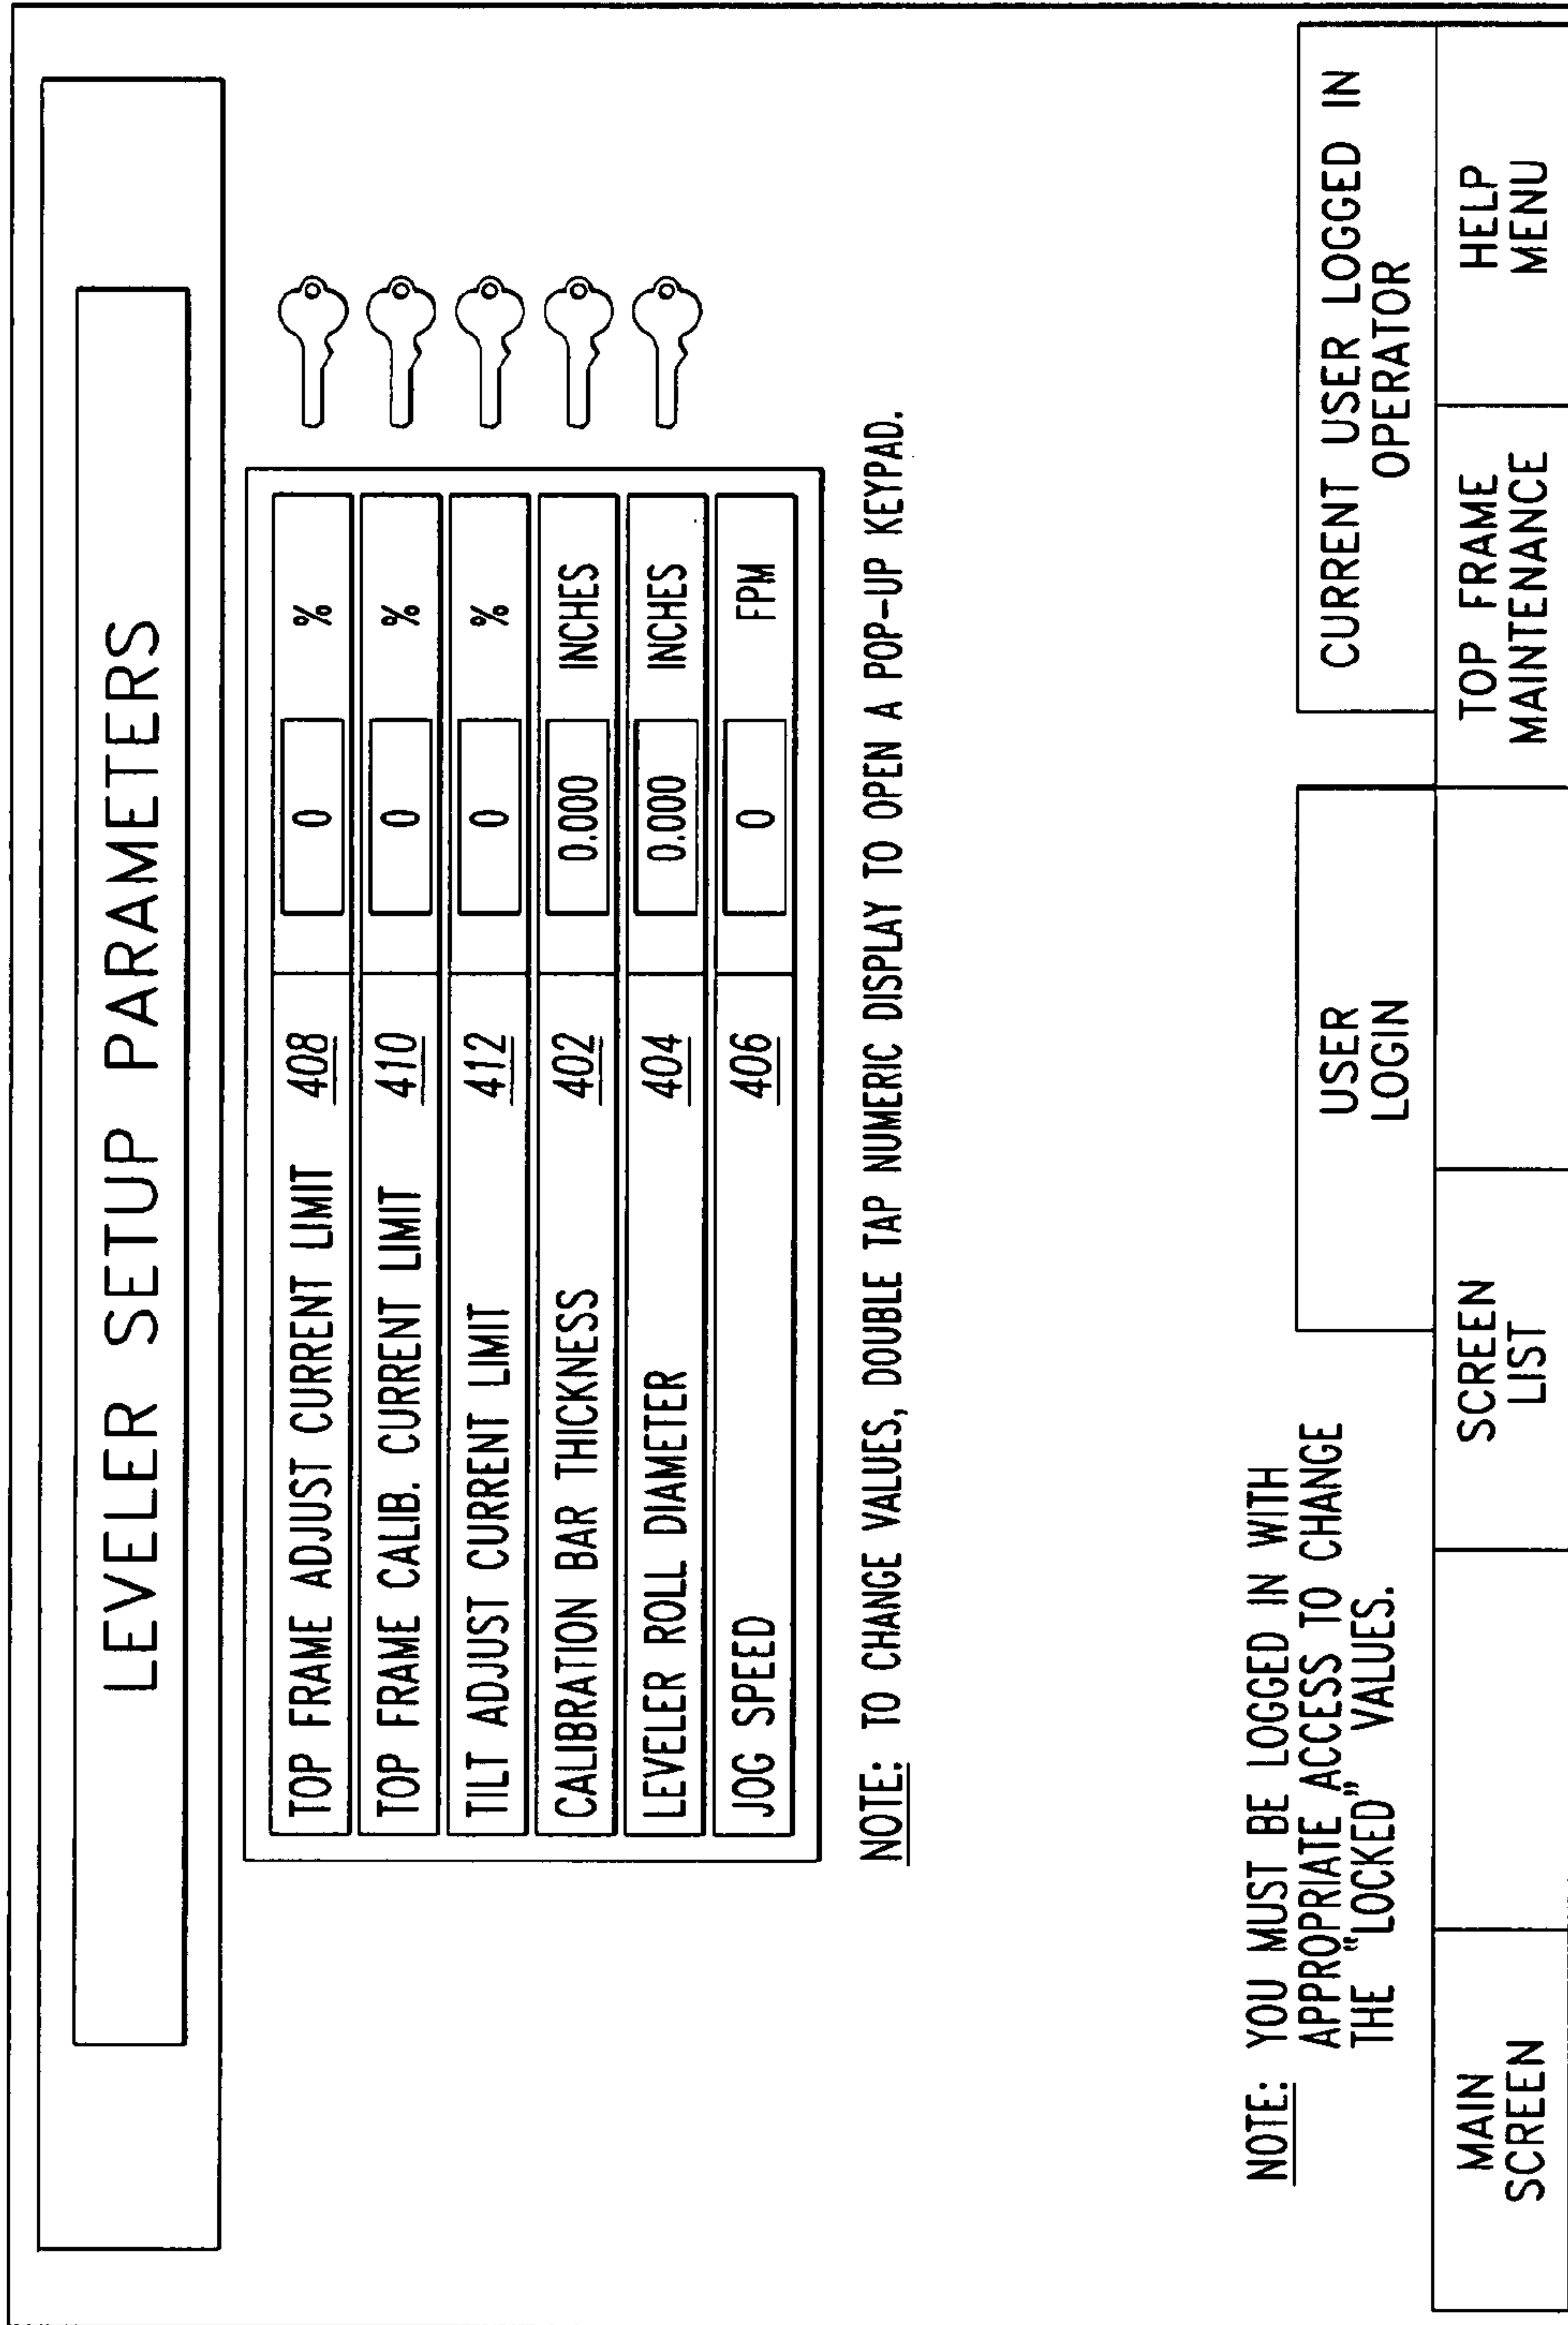 LEVELER SETUP PARAMETERS
TOP FRAME ADJUST CURRENT LIMIT 408 0 %
TOP FRAME CALIB. CURRENT LIMIT 410 0 %
TILT ADJUST CURRENT LIMIT 412 0 %
CALIBRATION BAR THICKNESS 402 0.000 INCHES
LEVELER ROLL DIAMETER 404 0.000 INCHES
JOG SPEED 406 0 FPM
NOTE: TO CHANGE VALUES, DOUBLE TAP NUMERIC DISPLAY TO OPEN A POP-UP KEYPAD.
NOTE: YOU MUST BE LOGGED IN WITH
APPROPRIATE ACCESS TO CHANGE
THE "LOCKED" VALUES.
USER
LOGIN
CURRENT USER LOGGED IN
OPERATOR
MAIN
SCREEN
SCREEN
LIST
TOP FRAME
MAINTENANCE
HELP
MENU